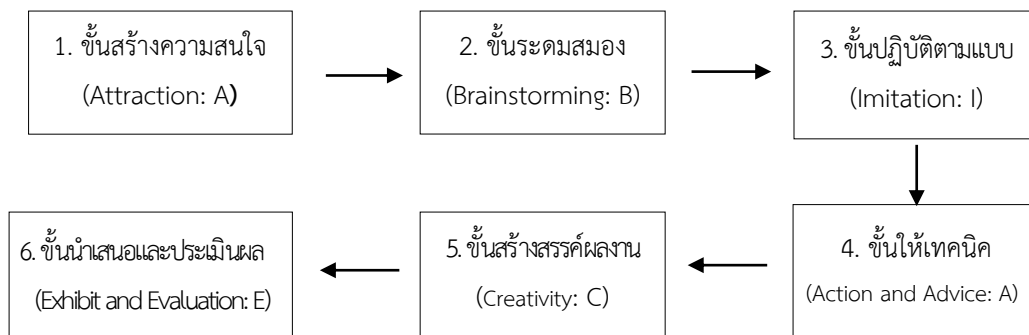 1. ขั้นสร้างความสนใจ
(Attraction: A)
2. ขั้นระดมสมอง
(Brainstorming: B)
3. ขั้นปฏิบัติตามแบบ
(Imitation: I)
4. ขั้นให้เทคนิค
(Action and Advice: A)
5. ขั้นสร้างสรรค์ผลงาน
(Creativity: C)
6. ขั้นนำเสนอและประเมินผล
(Exhibit and Evaluation: E)